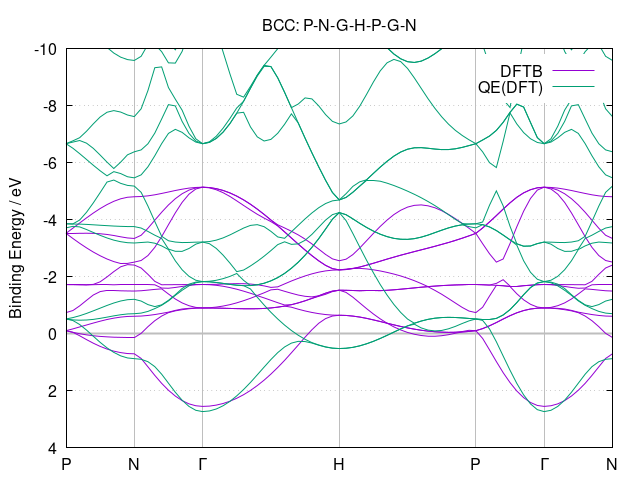 BCC: P-N-G-H-P-G-N
-10
DFTB
QE(DFT)
-8
-6
-4
-2
0
2
4
Binding Energy / eV
P N Γ H P Γ N